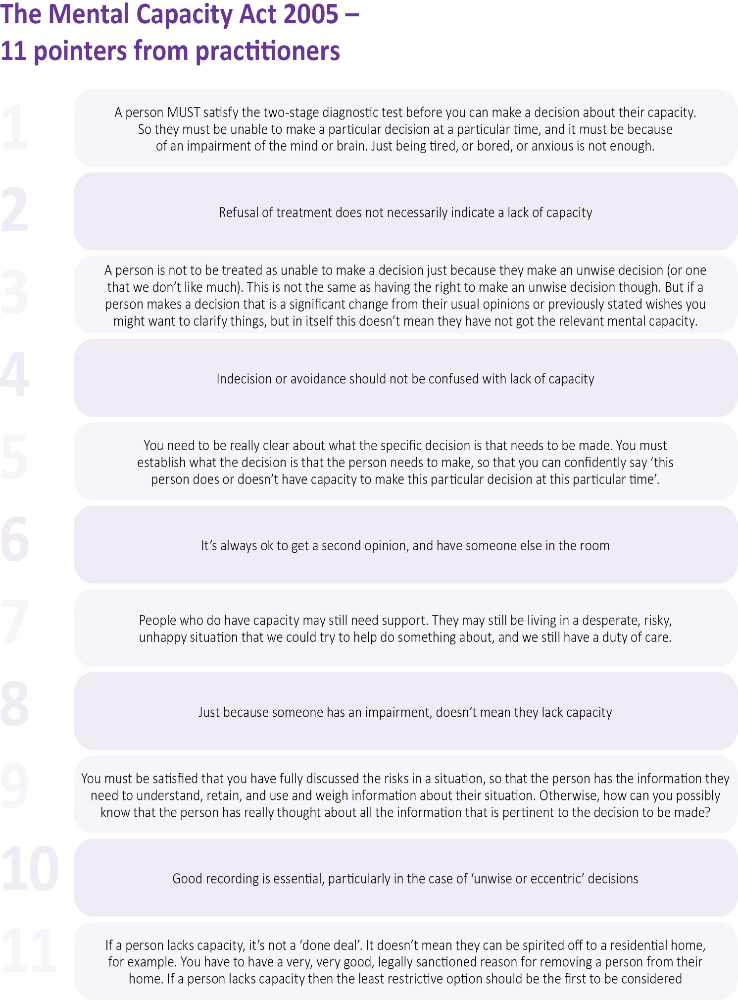 The Mental Capacity Act 2005 –
11 pointers from practitioners
1
A person MUST satisfy the two-stage diagnostic test before you can make a decision about their capacity.
So they must be unable to make a particular decision at a particular time, and it must be because
of an impairment of the mind or brain. Just being tired, or bored, or anxious is not enough.
2
Refusal of treatment does not necessarily indicate a lack of capacity
3
A person is not to be treated as unable to make a decision just because they make an unwise decision (or one
that we don’t like much). This is not the same as having the right to make an unwise decision though. But if a
person makes a decision that is a significant change from their usual opinions or previously stated wishes you
might want to clarify things, but in itself this doesn’t mean they have not got the relevant mental capacity.
4
Indecision or avoidance should not be confused with lack of capacity
5
You need to be really clear about what the specific decision is that needs to be made. You must
establish what the decision is that the person needs to make, so that you can confidently say ‘this
person does or doesn’t have capacity to make this particular decision at this particular time’.
6
It’s always ok to get a second opinion, and have someone else in the room
7
People who do have capacity may still need support. They may still be living in a desperate, risky,
unhappy situation that we could try to help do something about, and we still have a duty of care.
8
Just because someone has an impairment, doesn’t mean they lack capacity
9
You must be satisfied that you have fully discussed the risks in a situation, so that the person has the information they
need to understand, retain, and use and weigh information about their situation. Otherwise, how can you possibly
know that the person has really thought about all the information that is pertinent to the decision to be made?
10
Good recording is essential, particularly in the case of ‘unwise or eccentric’ decisions
11
If a person lacks capacity, it’s not a ‘done deal’. It doesn’t mean they can be spirited off to a residential home,
for example. You have to have a very, very good, legally sanctioned reason for removing a person from their
home. If a person lacks capacity then the least restrictive option should be the first to be considered